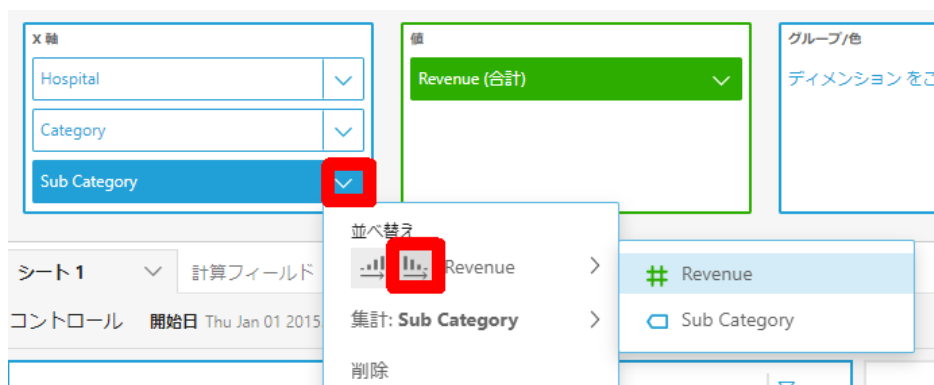 X 軸
Hospital
Category
Sub Category
値
Revenue (合計)
グループ/色
ディメンション をこ
並べ替え
Revenue
集計: Sub Category
削除
Revenue
Sub Category
シート 1
計算フィールド
コントロール 開始日 Thu Jan 01 2015